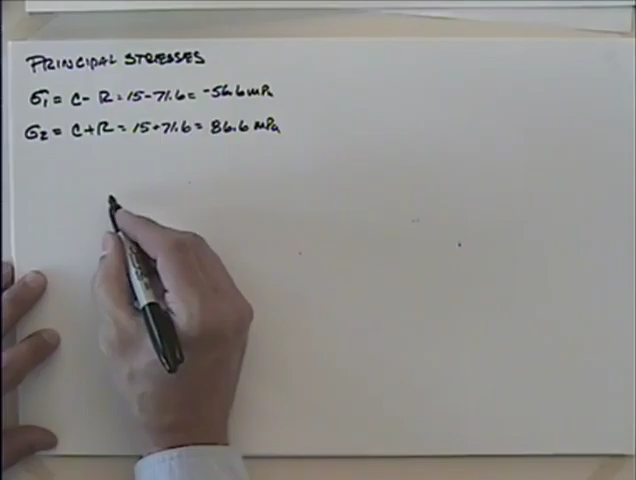 PRINCIPAL STRESSES
σ₁ = C - R = 15 - 71.6 = -56.6 MPa
σ₂ = C + R = 15 + 71.6 = 86.6 MPa